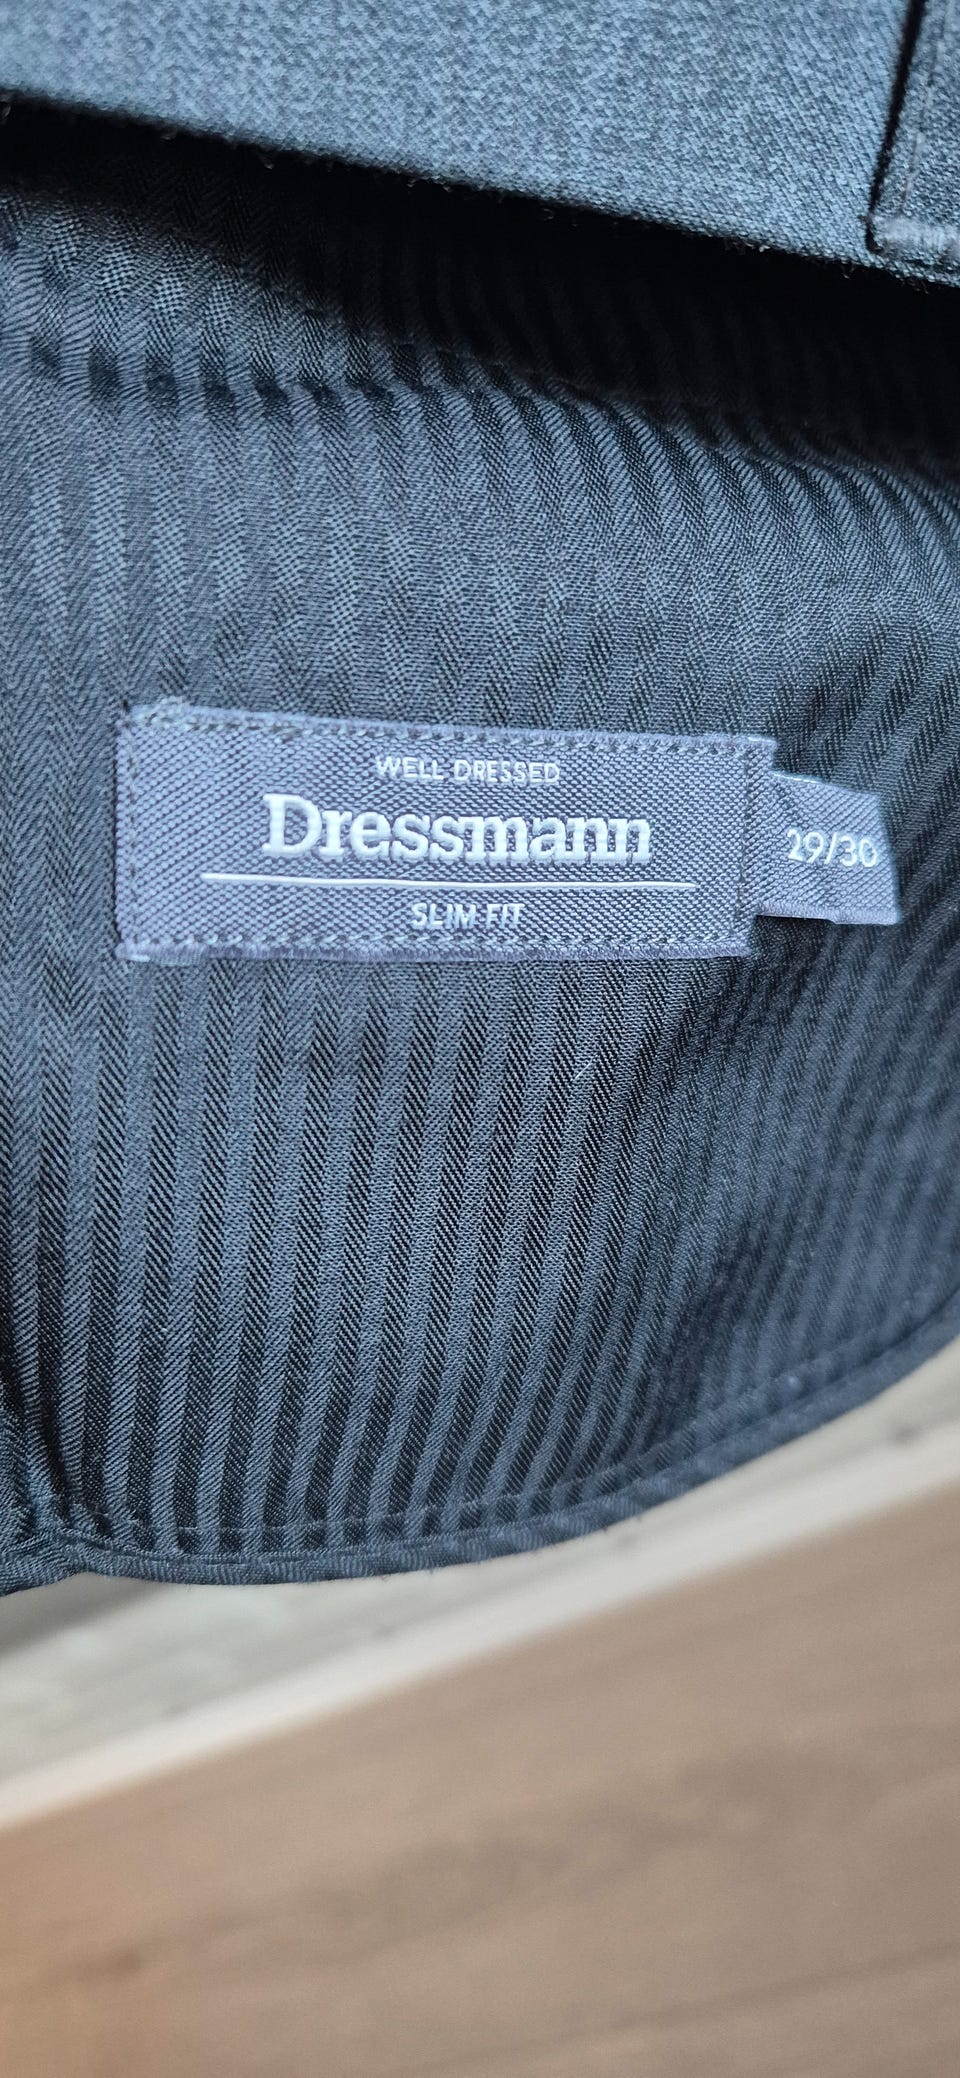 WELL DRESSED
Dressmann
SLIM FIT
29/30